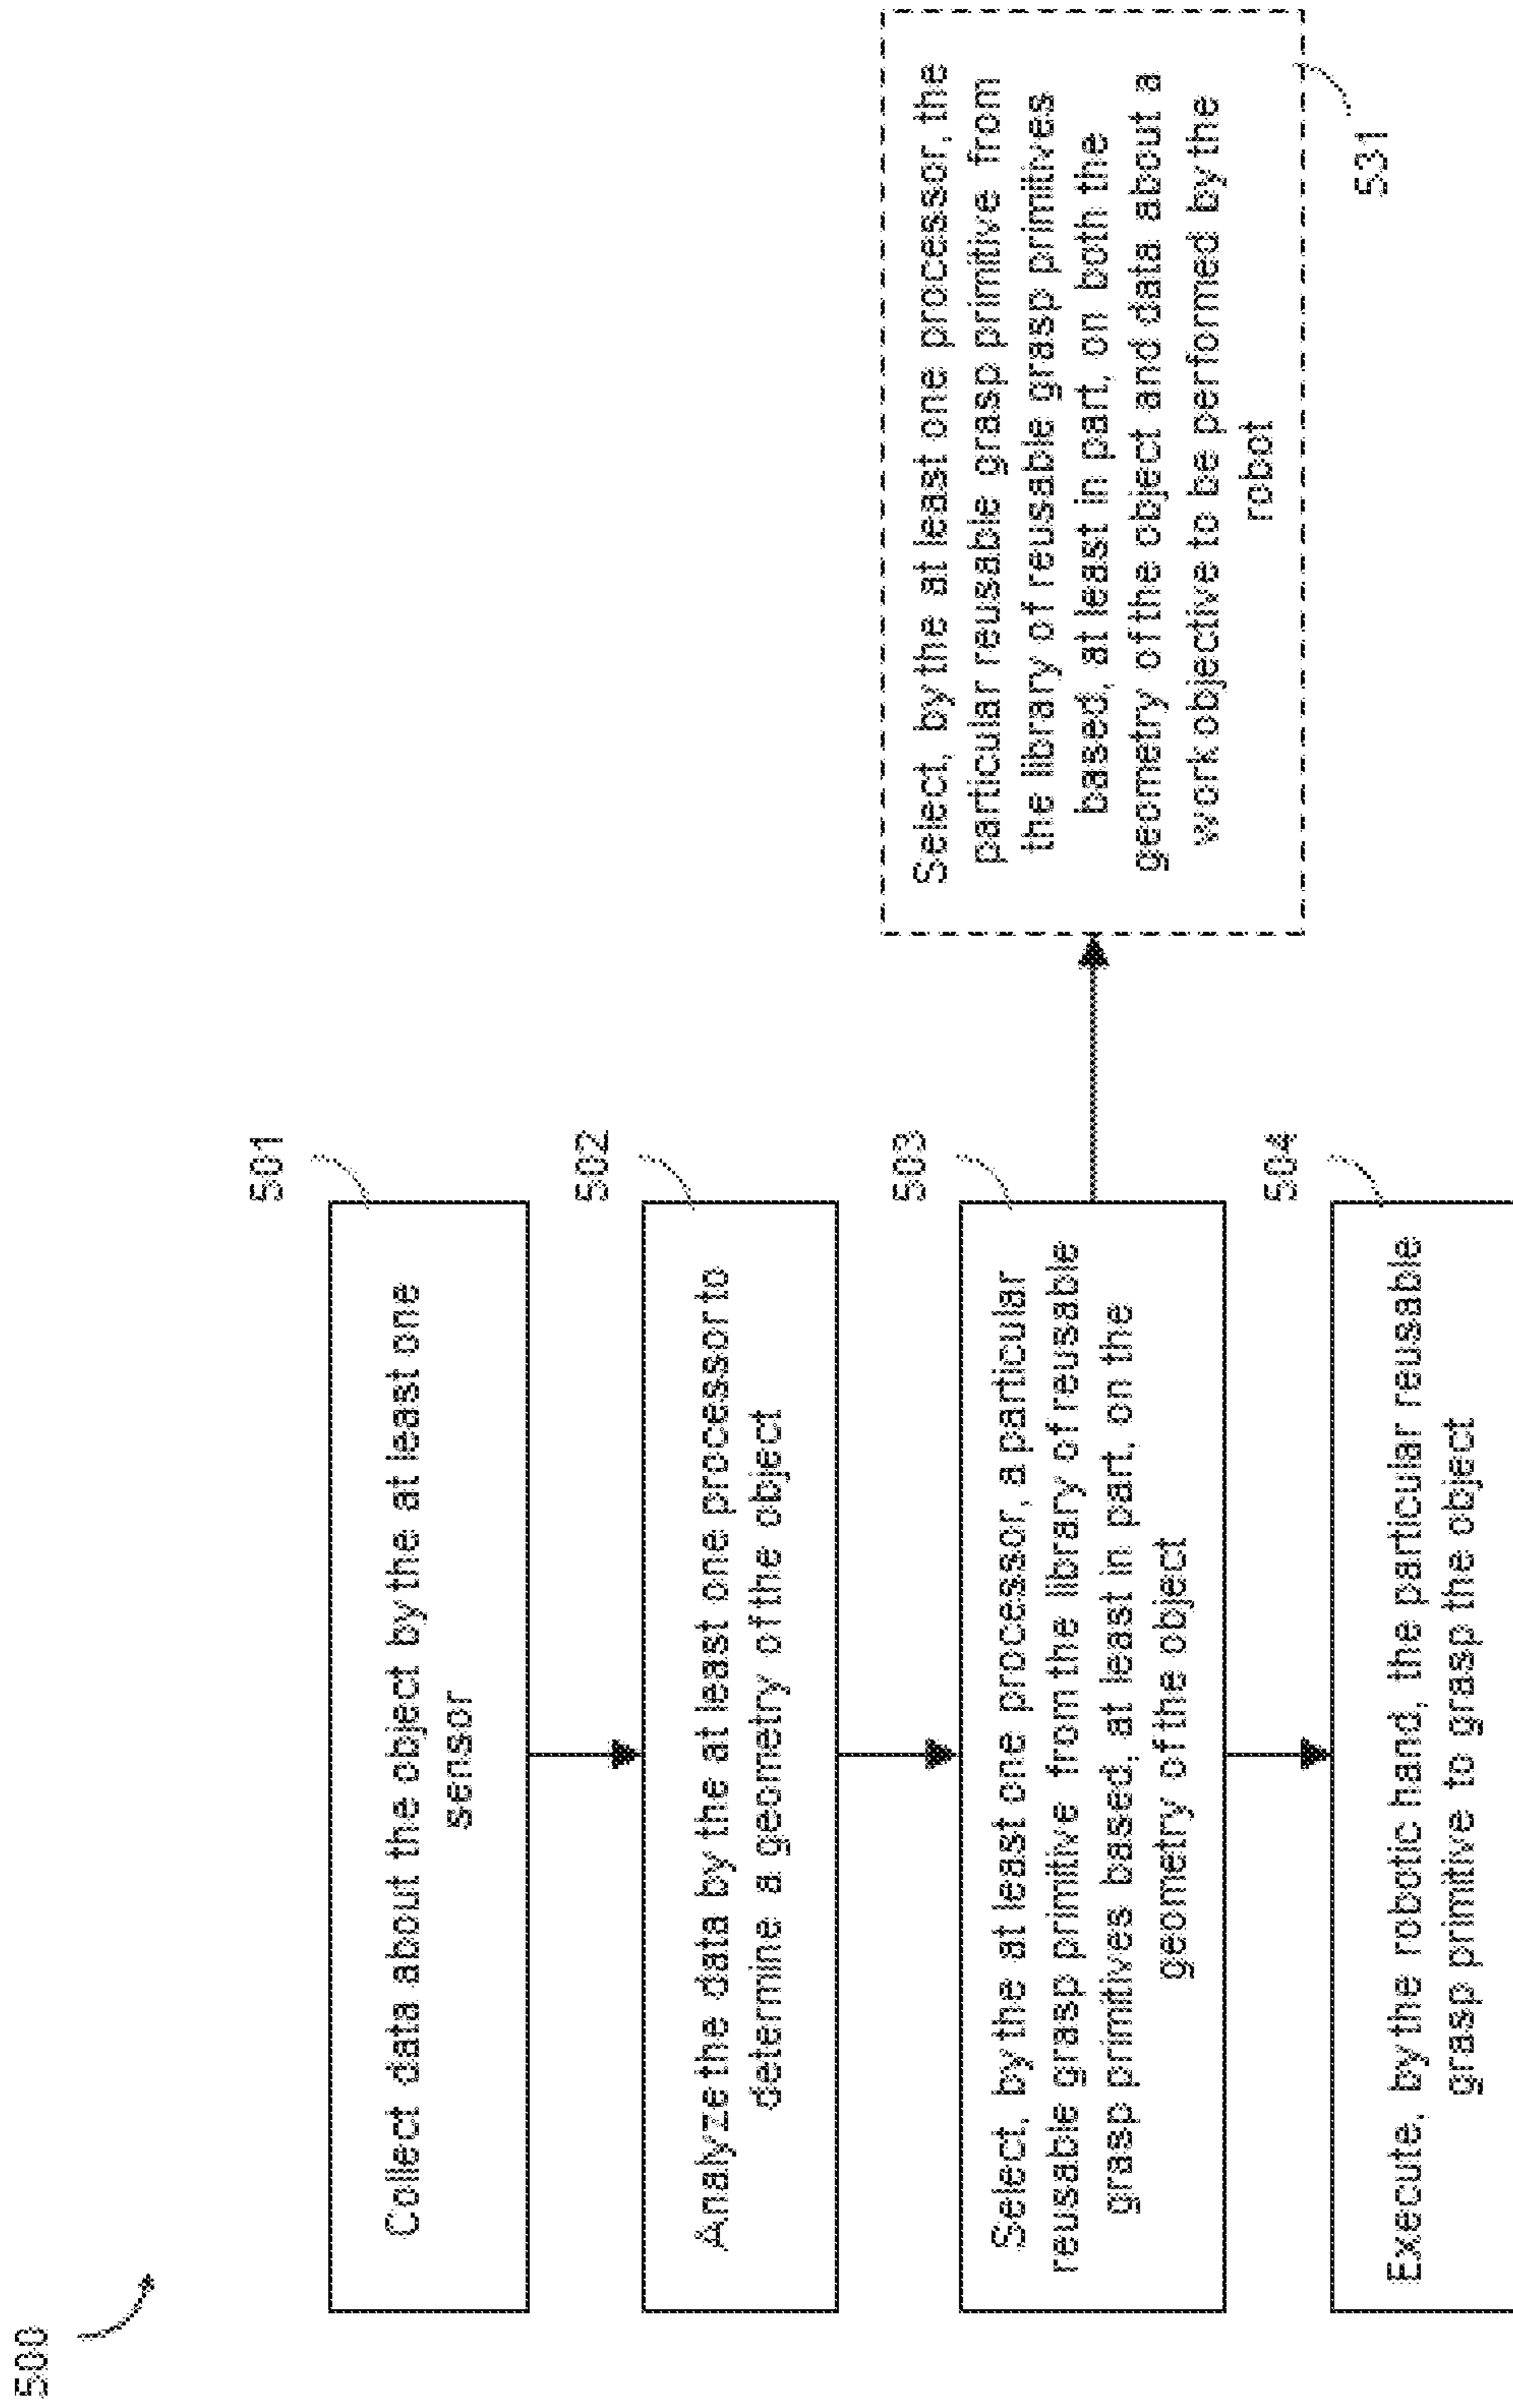 500
501
Collect data about the object by the at least one
sensor
502
Analyze the data by the at least one processor to
determine a geometry of the object
503
Select, by the at least one processor, a particular
reusable grasp primitive from the library of reusable
grasp primitives based, at least in part, on the
geometry of the object
504
Execute, by the robotic hand, the particular reusable
grasp primitive to grasp the object
Select, by the at least one processor, the
particular reusable grasp primitive from
the library of reusable grasp primitives
based, at least in part, on both the
geometry of the object and data about a
work objective to be performed by the
robot
531